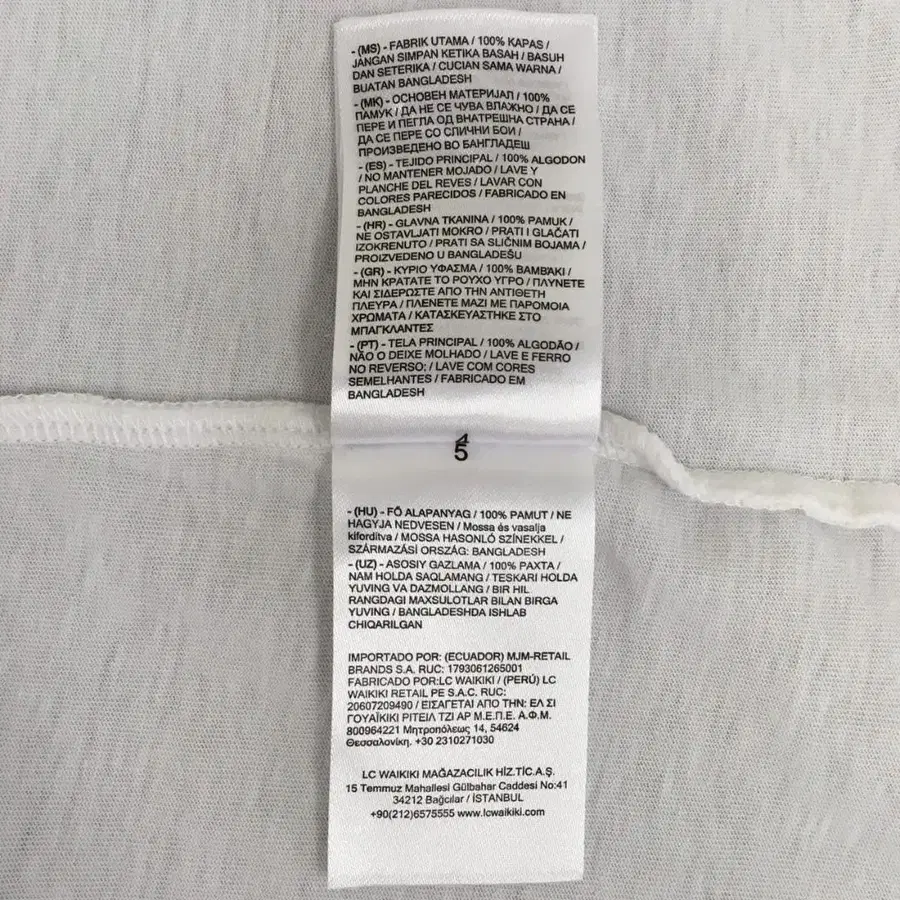 - (MS) - FABRIK UTAMA / 100% KAPAS /
JANGAN SIMPAN KETIKA BASAH / BASUH
DAN SETERIKA / CUCIAN SAMA WARNA /
BUATAN BANGLADESH
- (MK) - ОСНОВЕН МАТЕРИЈАЛ / 100%
ПАМУК / ДА НЕ СЕ ЧУВА ВЛАЖНО / ДА СЕ
ПЕРЕ И ПЕГЛА ОД ВНАТРЕШНА СТРАНА /
ДА СЕ ПЕРЕ СО СЛИЧНИ БОИ /
ПРОИЗВЕДЕНО ВО БАНГЛАДЕШ
- (ES) - TEJIDO PRINCIPAL / 100% ALGODON
/ NO MANTENER MOJADO / LAVE Y
PLANCHE DEL REVES / LAVAR CON
COLORES PARECIDOS / FABRICADO EN
BANGLADESH
- (HR) - GLAVNA TKANINA / 100% PAMUK /
NE OSTAVLJATI MOKRO / PRATI I GLAČATI
IZOKRENUTO / PRATI SA SLIČNIM BOJAMA /
PROIZVEDENO U BANGLADEŠU
- (GR) - ΚΥΡΙΟ ΥΦΑΣΜΑ / 100% ΒΑΜΒΆΚΙ /
ΜΗΝ ΚΡΑΤΑΤΕ ΤΟ ΡΟΥΧΟ ΥΓΡΟ / ΠΛΥΝΕΤΕ
ΚΑΙ ΣΙΔΕΡΩΣΤΕ ΑΠΟ ΤΗΝ ΑΝΤΙΘΕΤΗ
ΠΛΕΥΡΑ / ΠΛΕΝΕΤΕ ΜΑΖΙ ΜΕ ΠΑΡΟΜΟΙΑ
ΧΡΩΜΑΤΑ / ΚΑΤΑΣΚΕΥΑΣΤΗΚΕ ΣΤΟ
ΜΠΑΓΚΛΑΝΤΕΣ
- (PT) - TELA PRINCIPAL / 100% ALGODÃO /
NÃO O DEIXE MOLHADO / LAVE E FERRO
NO REVERSO; / LAVE COM CORES
SEMELHANTES / FABRICADO EM
BANGLADESH
4
5
- (HU) - FŐ ALAPANYAG / 100% PAMUT / NE
HAGYJA NEDVESEN / Mossa és vasalja
kifordítva / MOSSA HASONLÓ SZÍNEKKEL /
SZÁRMAZÁSI ORSZÁG: BANGLADESH
- (UZ) - ASOSIY GAZLAMA / 100% PAXTA /
NAM HOLDA SAQLAMANG / TESKARI HOLDA
YUVING VA DAZMOLLANG / BIR HIL
RANGDAGI MAXSULOTLAR BILAN BIRGA
YUVING / BANGLADESHDA ISHLAB
CHIQARILGAN
IMPORTADO POR: (ECUADOR) MJM-RETAIL
BRANDS S.A. RUC: 1793061265001
FABRICADO POR:LC WAIKIKI / (PERÚ) LC
WAIKIKI RETAIL PE S.A.C. RUC:
20607209490 / ΕΙΣΑΓΕΤΑΙ ΑΠΟ ΤΗΝ: ΕΛ ΣΙ
ΓΟΥΑΪΚΙΚΙ ΡΙΤΕΙΛ ΤΖΙ ΑΡ Μ.Ε.Π.Ε. Α.Φ.Μ.
800964221 Μητροπόλεως 14, 54624
Θεσσαλονίκη. +30 2310271030
LC WAIKIKI MAĞAZACILIK HİZ.TİC.A.Ş.
15 Temmuz Mahallesi Gülbahar Caddesi No:41
34212 Bağcılar / İSTANBUL
+90(212)6575555 www.lcwaikiki.com